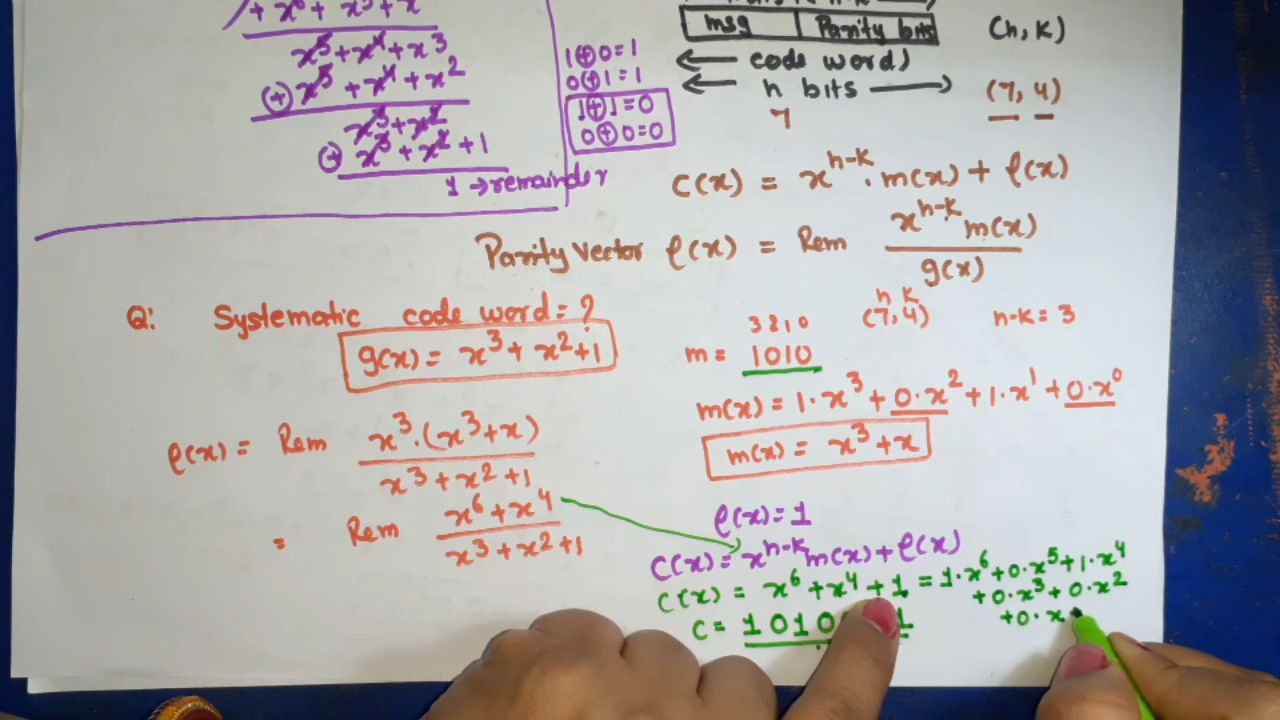 + x⁶ + x⁵ + x
x⁵ + x⁴ + x³
(+) x⁵ + x⁴ + x²
x³ + x²
(+) x³ + x² + 1
1 → remainder
1 ⊕ 0 = 1
0 ⊕ 1 = 1
1 ⊕ 1 = 0
0 ⊕ 0 = 0
msg Parity bits (n, k)
← code word)
← n bits → (7, 4)
7
C(x) = xⁿ⁻ᵏ . m(x) + ρ(x)
Parity Vector ρ(x) = Rem xⁿ⁻ᵏ m(x) / g(x)
Q: Systematic code word = ?
g(x) = x³ + x² + 1
n k
(7, 4) n-k = 3
3 2 1 0
m = 1010
m(x) = 1·x³ + 0·x² + 1·x¹ + 0·x⁰
m(x) = x³ + x
ρ(x) = Rem x³.(x³ + x) / x³ + x² + 1
= Rem x⁶ + x⁴ / x³ + x² + 1
ρ(x) = 1
C(x) = xⁿ⁻ᵏ m(x) + ρ(x)
C(x) = x⁶ + x⁴ + 1 = 1·x⁶ + 0·x⁵ + 1·x⁴
+ 0·x³ + 0·x²
+ 0·x
C = 1010 1